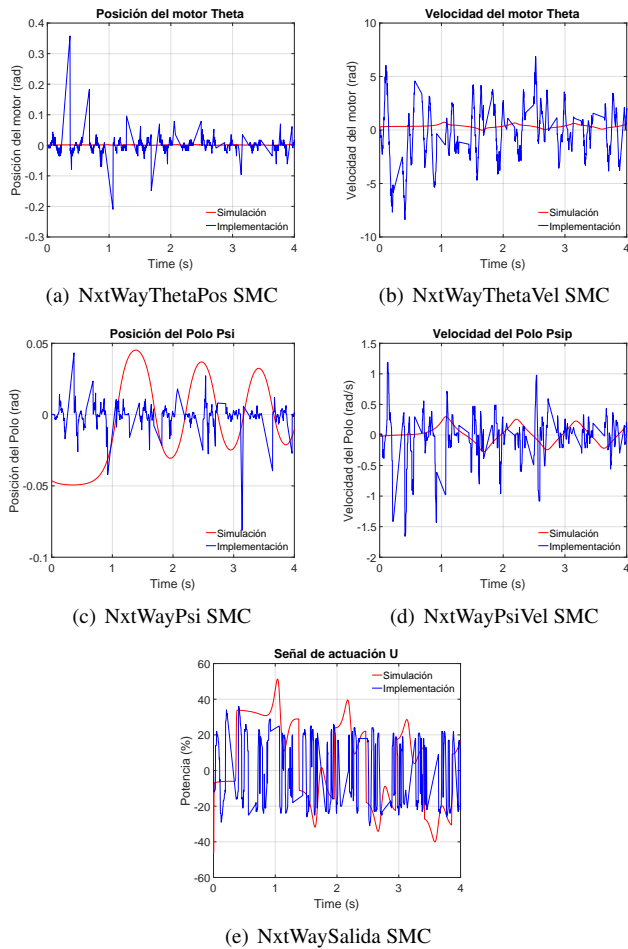 Posición del motor Theta
0.4
0.3
0.2
0.1
0
-0.1
-0.2
-0.3
Posición del motor (rad)
Simulación
Implementación
0 1 2 3 4
Time (s)
(a) NxtWayThetaPos SMC
Velocidad del motor Theta
10
5
0
-5
-10
Velocidad del motor (rad)
Simulación
Implementación
0 1 2 3 4
Time (s)
(b) NxtWayThetaVel SMC
Posición del Polo Psi
0.05
0
-0.05
-0.1
Posición del Polo (rad)
Simulación
Implementación
0 1 2 3 4
Time (s)
(c) NxtWayPsi SMC
Velocidad del Polo Psip
1.5
1
0.5
0
-0.5
-1
-1.5
-2
Velocidad del Polo (rad/s)
Simulación
Implementación
0 1 2 3 4
Time (s)
(d) NxtWayPsiVel SMC
Señal de actuación U
60
40
20
0
-20
-40
-60
Potencia (%)
Simulación
Implementación
0 1 2 3 4
Time (s)
(e) NxtWaySalida SMC